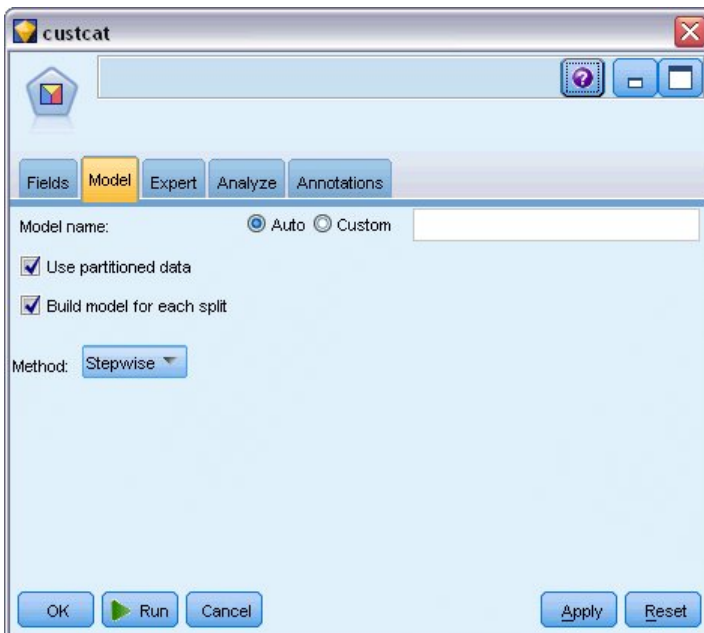 custcat
?
Fields Model Expert Analyze Annotations
Model name: Auto Custom
Use partitioned data
Build model for each split
Method: Stepwise
OK Run Cancel Apply Reset